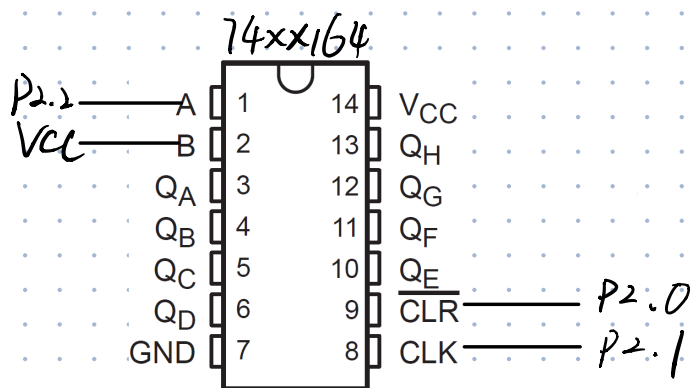 74xx164
P2.2 A 1 14 VCC
VCC B 2 13 QH
QA 3 12 QG
QB 4 11 QF
QC 5 10 QE
QD 6 9 CLR P2.0
GND 7 8 CLK P2.1